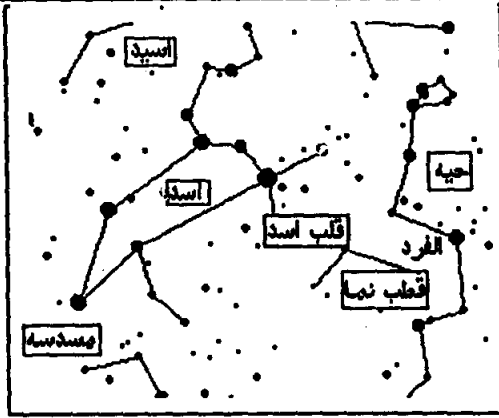 اسید
حیه
اسد
قلب اسد
الفرد
قطب نما
مسدسه